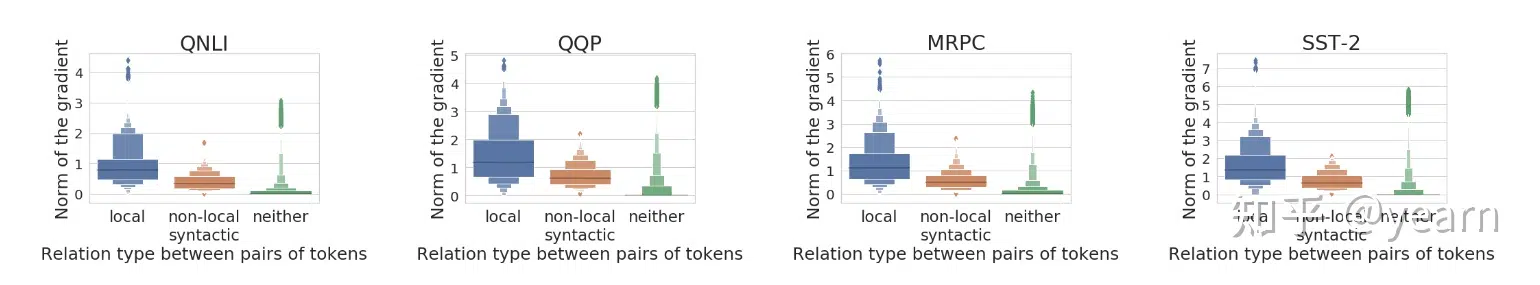 QNLI
Norm of the gradient
4
3
2
1
0
local non-local neither
syntactic
Relation type between pairs of tokens
QQP
Norm of the gradient
5
4
3
2
1
0
local non-local neither
syntactic
Relation type between pairs of tokens
MRPC
Norm of the gradient
6
5
4
3
2
1
0
local non-local neither
syntactic
Relation type between pairs of tokens
SST-2
Norm of the gradient
7
6
5
4
3
2
1
0
local non-local neither
syntactic
Relation type between pairs of tokens
知乎 @yearn